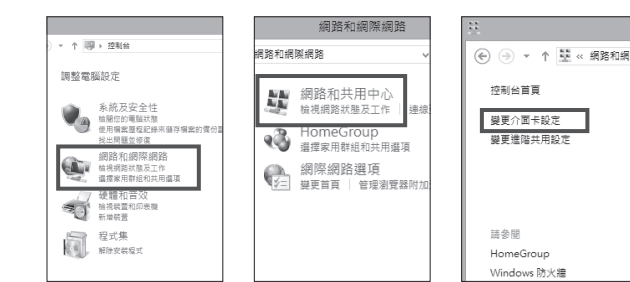 控制台
調整電腦設定
系統及安全性
檢閱您的電腦狀態
使用檔案歷程記錄來儲存檔案的備份
找出問題並修復
網路和網際網路
檢視網路狀態及工作
選擇家用群組和共用選項
硬體和音效
檢視裝置和印表機
新增裝置
程式集
解除安裝程式
網路和網際網路
網路和網際網路
網路和共用中心
檢視網路狀態及工作 連線
HomeGroup
選擇家用群組和共用選項
網際網路選項
變更首頁 管理瀏覽器附加
« 網路和網
控制台首頁
變更介面卡設定
變更進階共用設定
請參閱
HomeGroup
Windows 防火牆